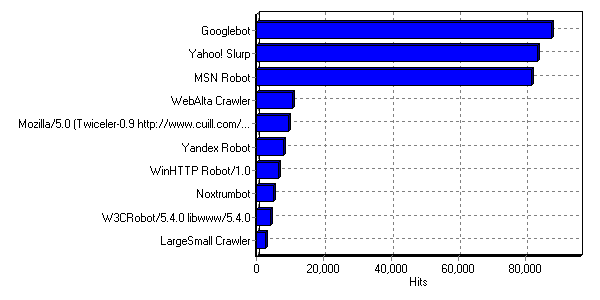 Googlebot
Yahoo! Slurp
MSN Robot
WebAlta Crawler
Mozilla/5.0 (Twiceler-0.9 http://www.cuill.com/...
Yandex Robot
WinHTTP Robot/1.0
Noxtrumbot
W3CRobot/5.4.0 libwww/5.4.0
LargeSmall Crawler
0 20,000 40,000 60,000 80,000
Hits